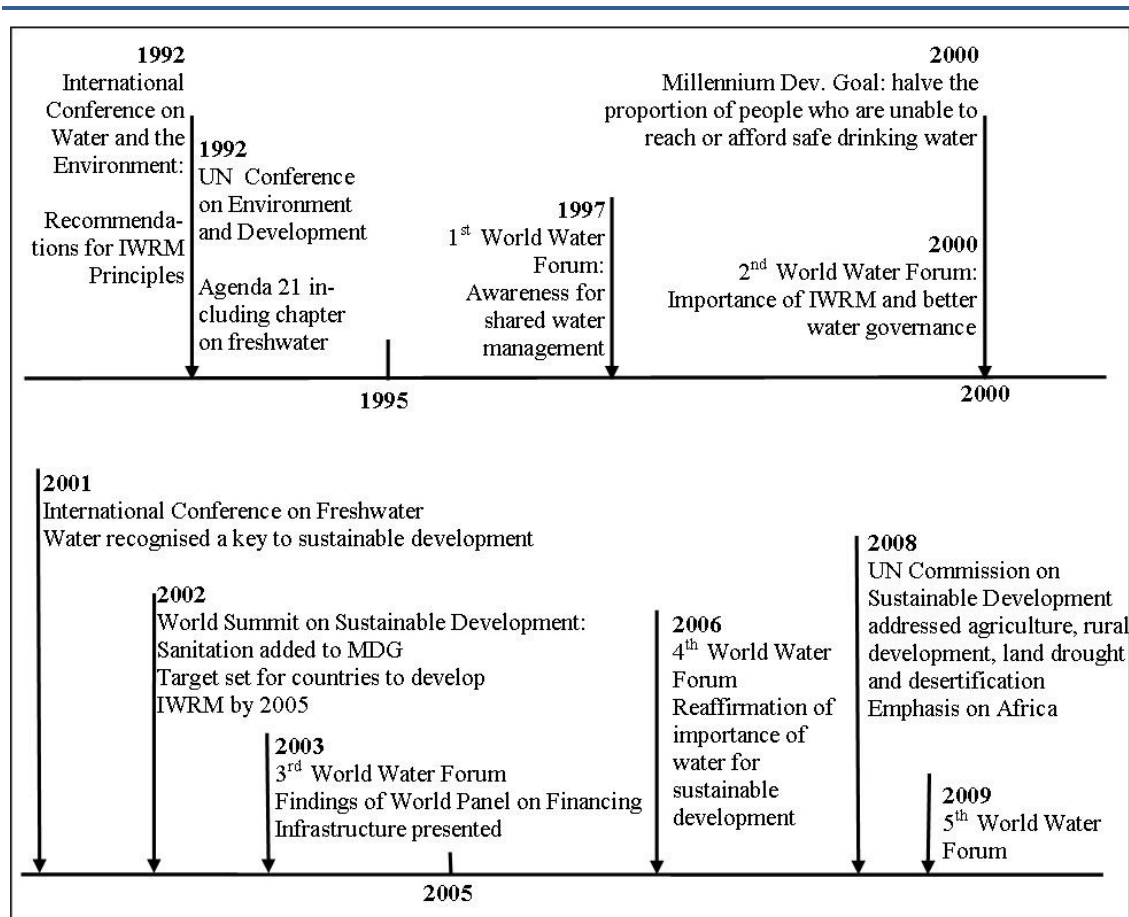 1992
International
Conference on
Water and the
Environment:
Recommenda-
tions for IWRM
Principles
1992
UN Conference
on Environment
and Development
Agenda 21 in-
cluding chapter
on freshwater
1997
1st World Water
Forum:
Awareness for
shared water
management
2000
Millennium Dev. Goal: halve the
proportion of people who are unable to
reach or afford safe drinking water
2000
2nd World Water Forum:
Importance of IWRM and better
water governance
1995
2000
2001
International Conference on Freshwater
Water recognised a key to sustainable development
2002
World Summit on Sustainable Development:
Sanitation added to MDG
Target set for countries to develop
IWRM by 2005
2003
3rd World Water Forum
Findings of World Panel on Financing
Infrastructure presented
2006
4th World Water
Forum
Reaffirmation of
importance of
water for
sustainable
development
2008
UN Commission on
Sustainable Development
addressed agriculture, rural
development, land drought
and desertification
Emphasis on Africa
2009
5th World Water
Forum
2005